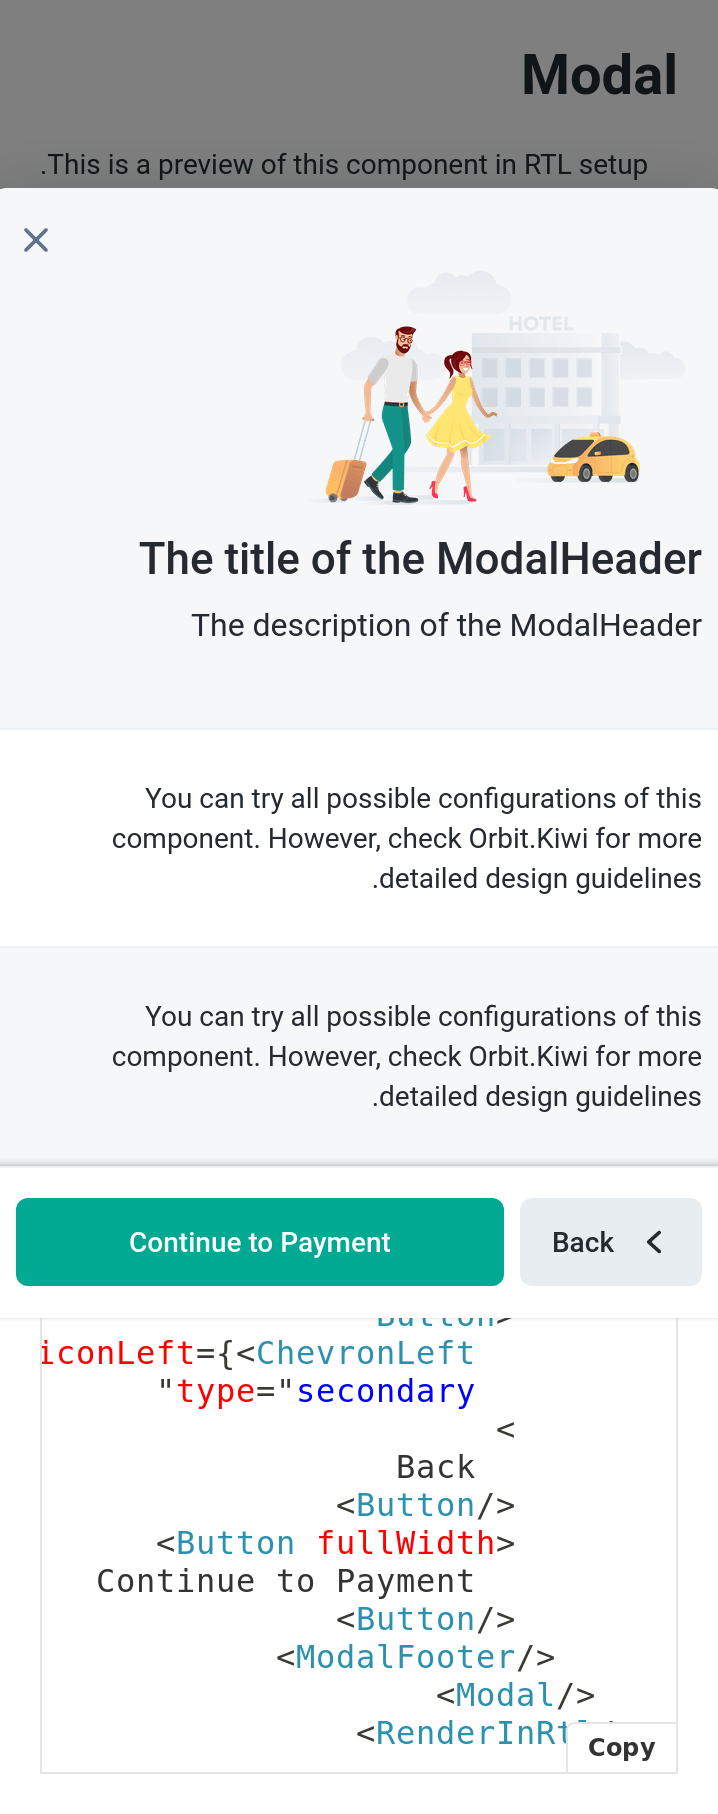 Modal
.This is a preview of this component in RTL setup
HOTEL
The title of the ModalHeader
The description of the ModalHeader
You can try all possible configurations of this
component. However, check Orbit.Kiwi for more
.detailed design guidelines
You can try all possible configurations of this
component. However, check Orbit.Kiwi for more
.detailed design guidelines
Continue to Payment
Back
Button>
iconLeft={<ChevronLeft
"type="secondary
<
Back
<Button/>
<Button fullWidth>
Continue to Payment
<Button/>
<ModalFooter/>
<Modal/>
<RenderInRtl
Copy